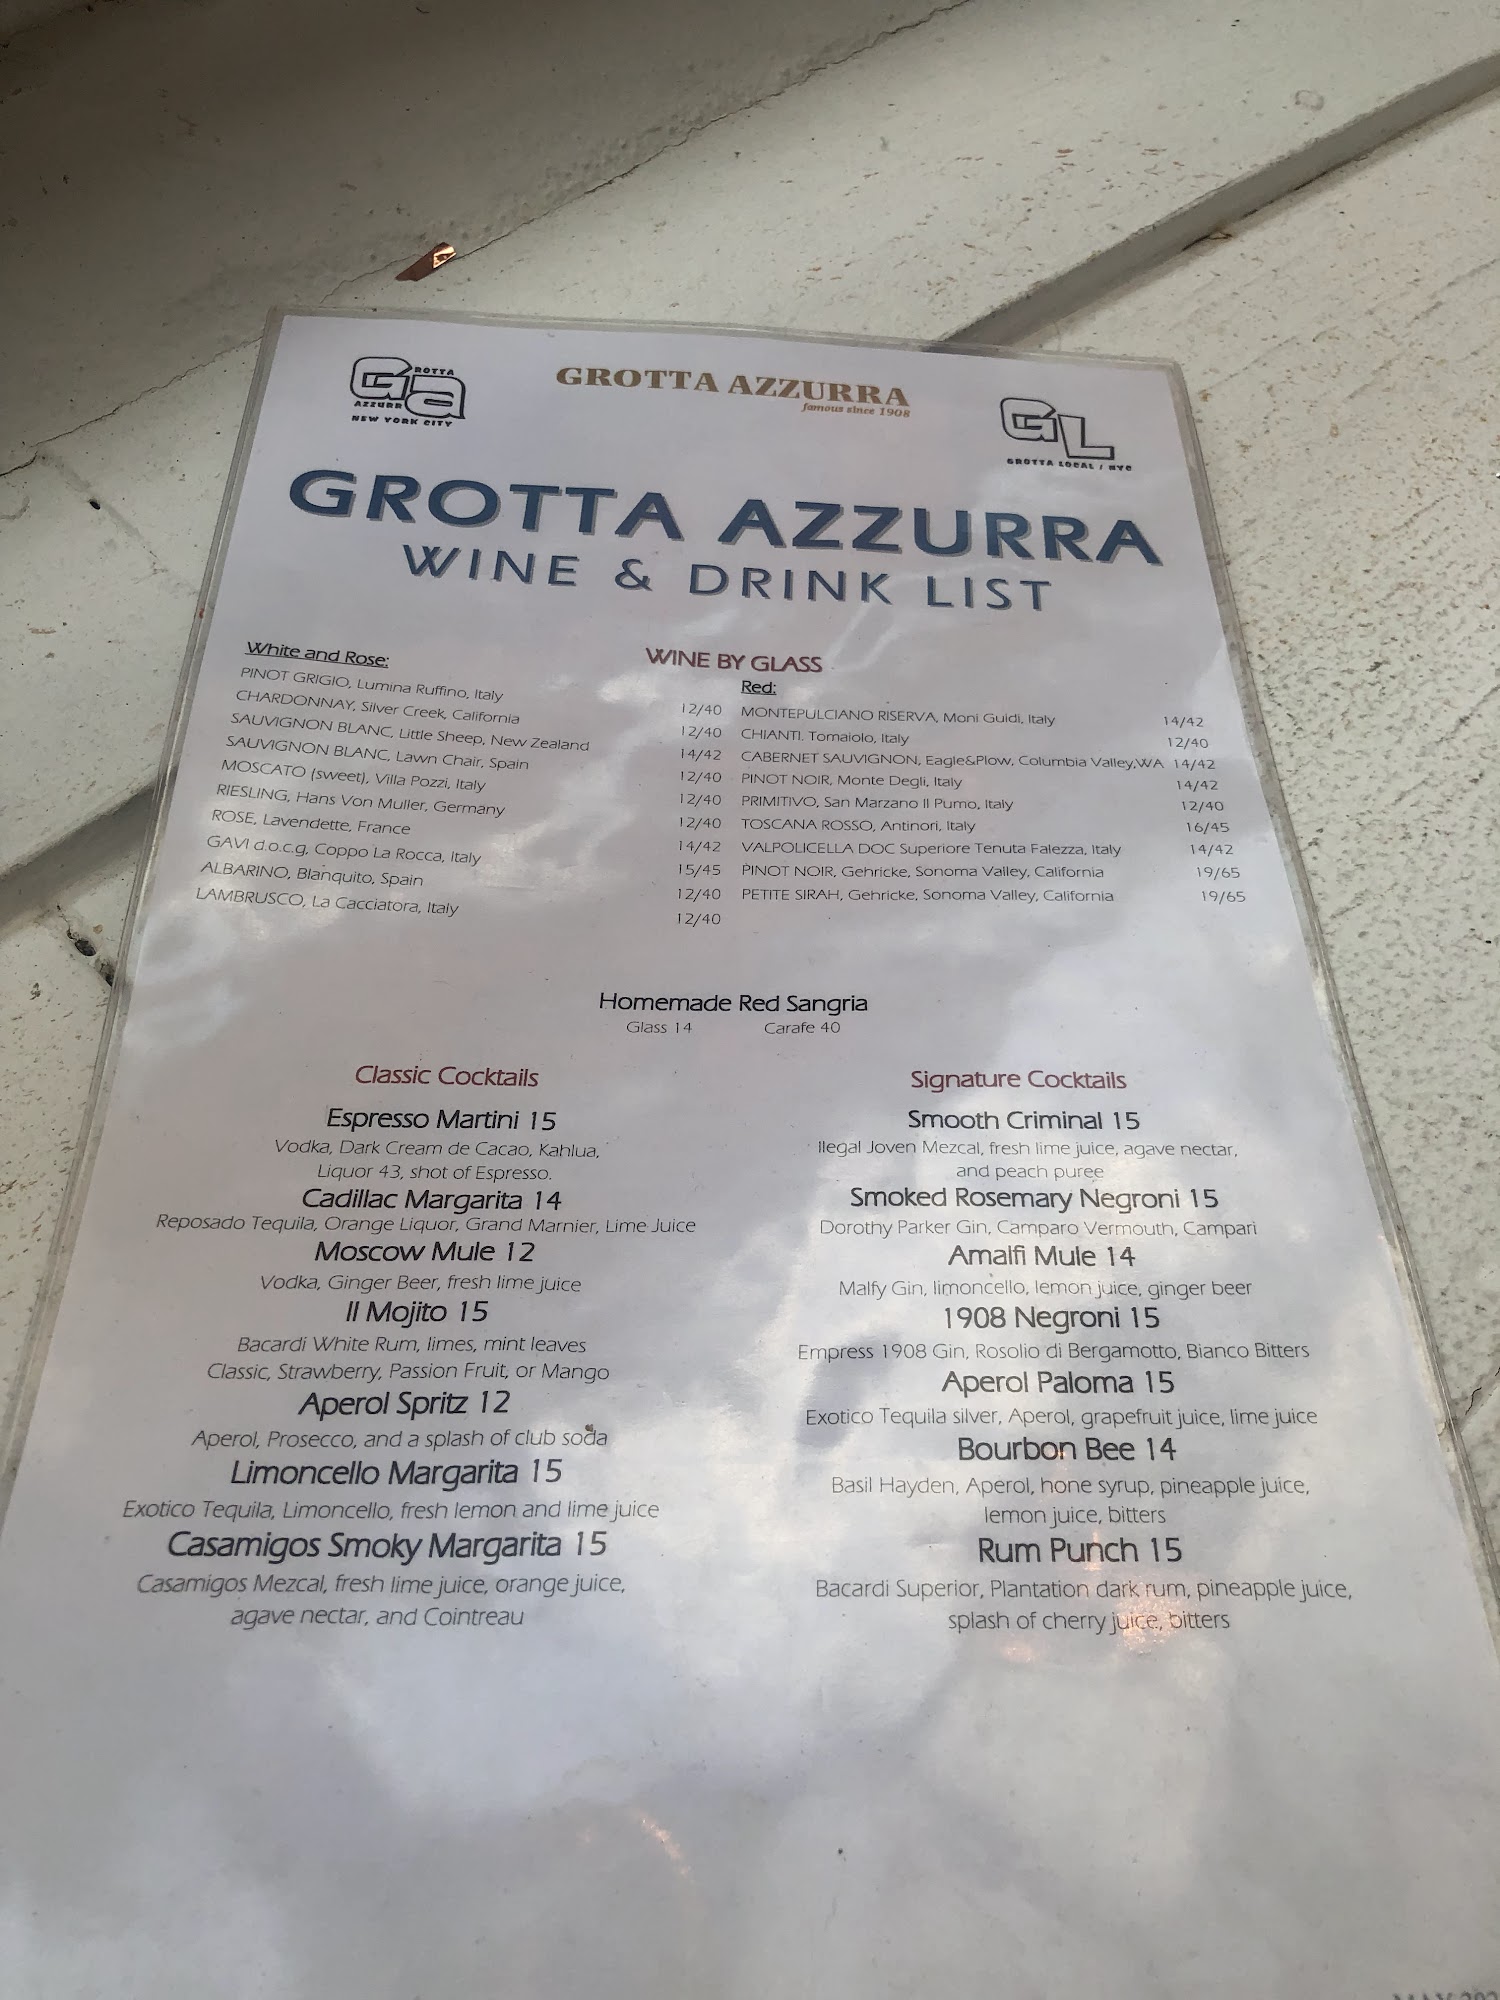 GROTTA
AZZURR
NEW YORK CITY
GROTTA AZZURRA
famous since 1908
GL
GROTTA LOCAL / NYC
GROTTA AZZURRA
WINE & DRINK LIST
WINE BY GLASS
White and Rose:
PINOT GRIGIO, Lumina Ruffino, Italy 12/40
CHARDONNAY, Silver Creek, California 12/40
SAUVIGNON BLANC, Little Sheep, New Zealand 14/42
SAUVIGNON BLANC, Lawn Chair, Spain 12/40
MOSCATO (sweet), Villa Pozzi, Italy 12/40
RIESLING, Hans Von Muller, Germany 12/40
ROSE, Lavendette, France 14/42
GAVI d.o.c.g, Coppo La Rocca, Italy 15/45
ALBARINO, Blanquito, Spain 12/40
LAMBRUSCO, La Cacciatora, Italy 12/40
Red:
MONTEPULCIANO RISERVA, Moni Guidi, Italy 14/42
CHIANTI. Tomaiolo, Italy 12/40
CABERNET SAUVIGNON, Eagle&Plow, Columbia Valley,WA 14/42
PINOT NOIR, Monte Degli, Italy 14/42
PRIMITIVO, San Marzano Il Pumo, Italy 12/40
TOSCANA ROSSO, Antinori, Italy 16/45
VALPOLICELLA DOC Superiore Tenuta Falezza, Italy 14/42
PINOT NOIR, Gehricke, Sonoma Valley, California 19/65
PETITE SIRAH, Gehricke, Sonoma Valley, California 19/65
Homemade Red Sangria
Glass 14 Carafe 40
Classic Cocktails
Espresso Martini 15
Vodka, Dark Cream de Cacao, Kahlua,
Liquor 43, shot of Espresso.
Cadillac Margarita 14
Reposado Tequila, Orange Liquor, Grand Marnier, Lime Juice
Moscow Mule 12
Vodka, Ginger Beer, fresh lime juice
Il Mojito 15
Bacardi White Rum, limes, mint leaves
Classic, Strawberry, Passion Fruit, or Mango
Aperol Spritz 12
Aperol, Prosecco, and a splash of club soda
Limoncello Margarita 15
Exotico Tequila, Limoncello, fresh lemon and lime juice
Casamigos Smoky Margarita 15
Casamigos Mezcal, fresh lime juice, orange juice,
agave nectar, and Cointreau
Signature Cocktails
Smooth Criminal 15
Ilegal Joven Mezcal, fresh lime juice, agave nectar,
and peach puree
Smoked Rosemary Negroni 15
Dorothy Parker Gin, Camparo Vermouth, Campari
Amalfi Mule 14
Malfy Gin, limoncello, lemon juice, ginger beer
1908 Negroni 15
Empress 1908 Gin, Rosolio di Bergamotto, Bianco Bitters
Aperol Paloma 15
Exotico Tequila silver, Aperol, grapefruit juice, lime juice
Bourbon Bee 14
Basil Hayden, Aperol, hone syrup, pineapple juice,
lemon juice, bitters
Rum Punch 15
Bacardi Superior, Plantation dark rum, pineapple juice,
splash of cherry juice, bitters